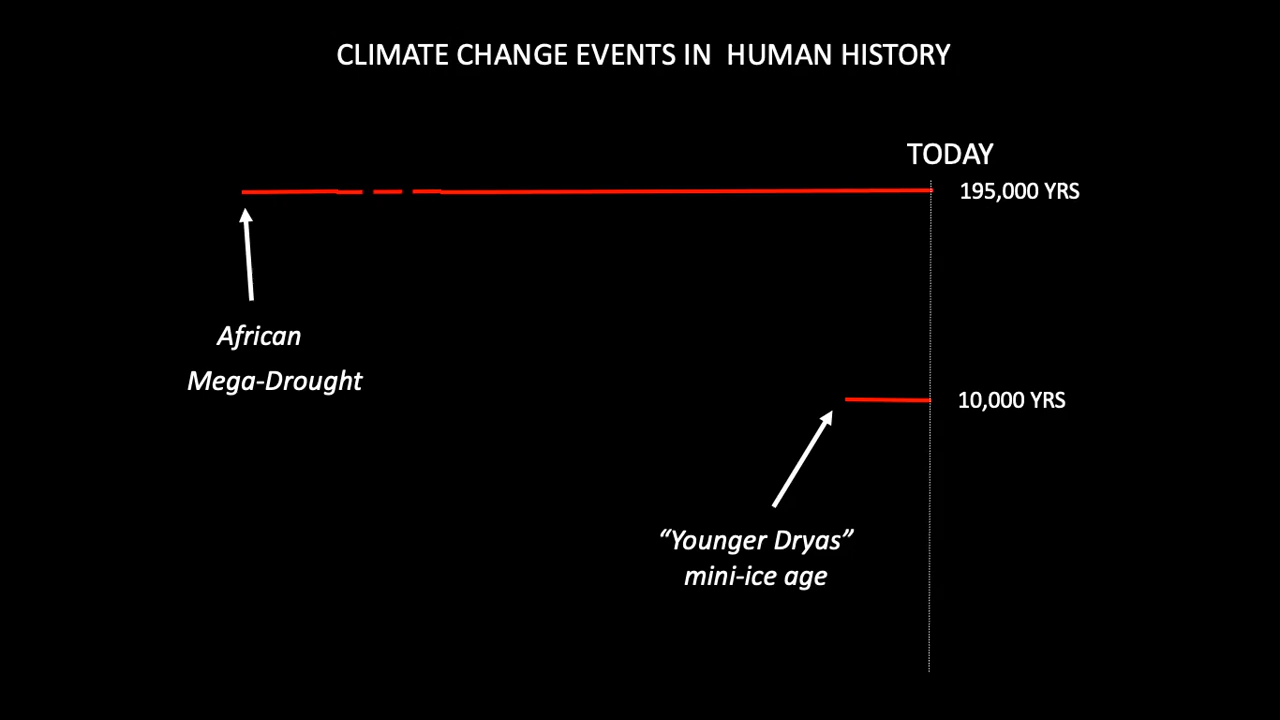 CLIMATE CHANGE EVENTS IN  HUMAN HISTORY
TODAY
195,000 YRS
African
Mega-Drought
10,000 YRS
“Younger Dryas”
mini-ice age